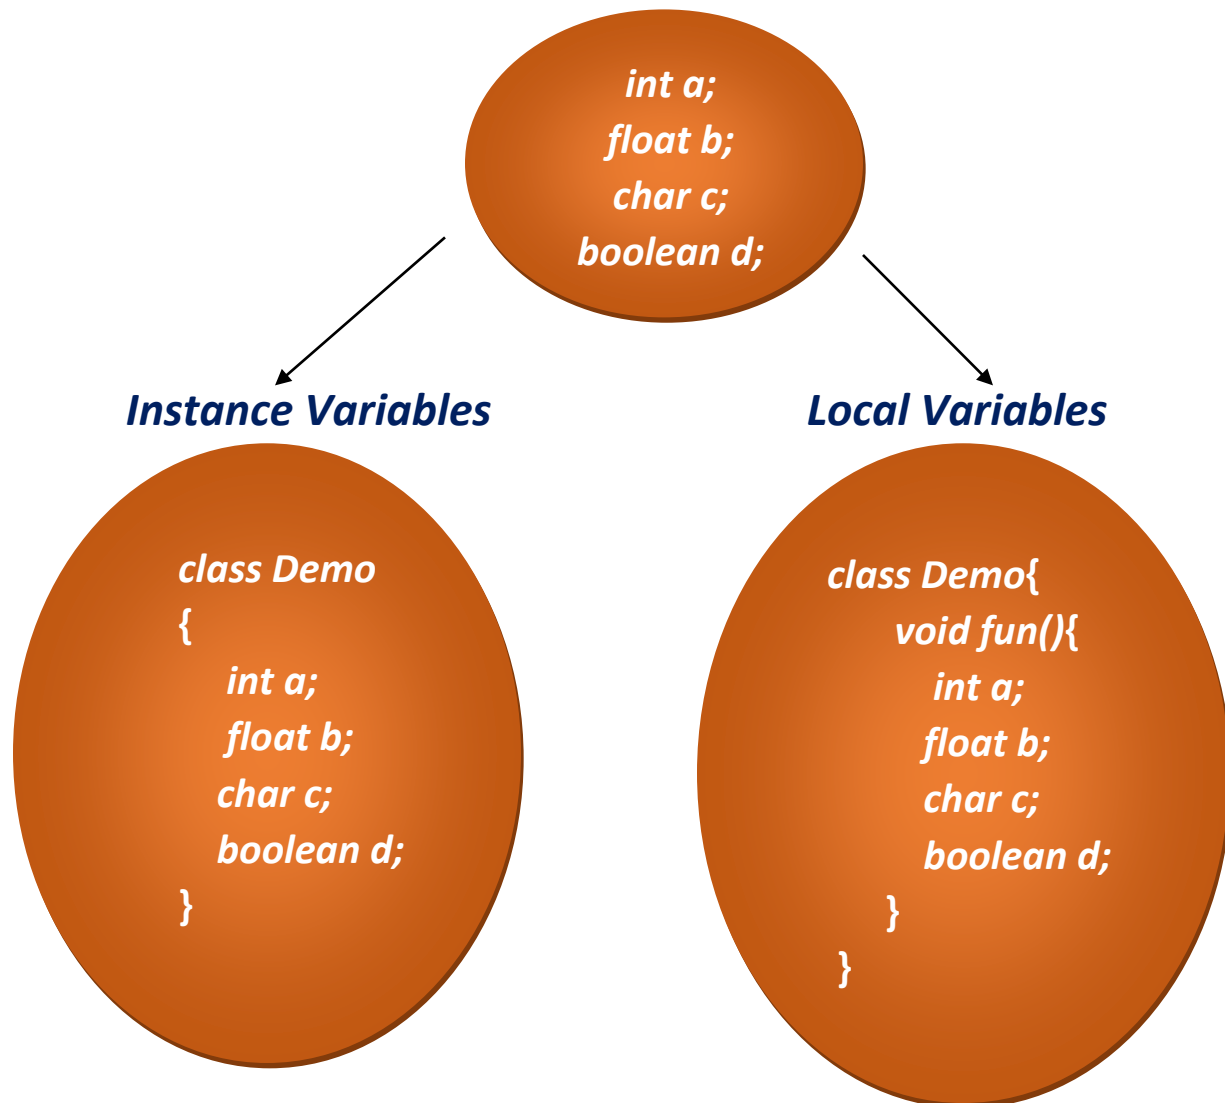 int a;
float b;
char c;
boolean d;
Instance Variables
class Demo
{
int a;
float b;
char c;
boolean d;
}
Local Variables
class Demo{
void fun(){
int a;
float b;
char c;
boolean d;
}
}